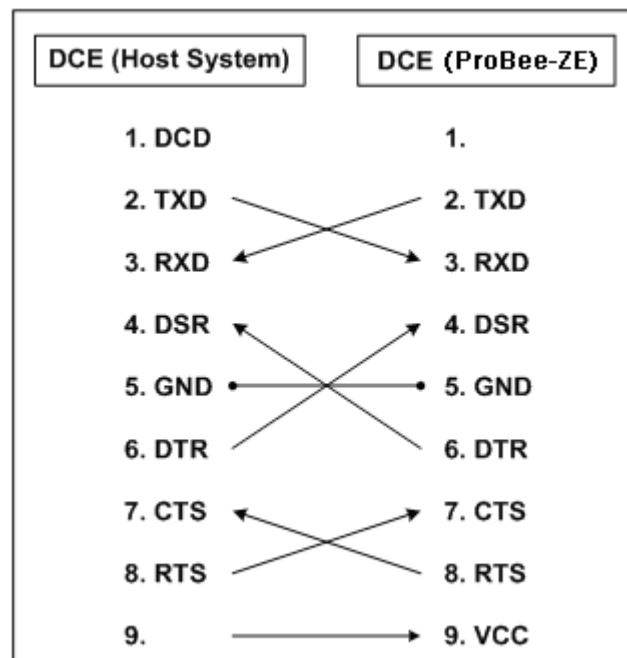 DCE (Host System) DCE (ProBee-ZE)
1. DCD 1.
2. TXD 2. TXD
3. RXD 3. RXD
4. DSR 4. DSR
5. GND 5. GND
6. DTR 6. DTR
7. CTS 7. CTS
8. RTS 8. RTS
9. 9. VCC